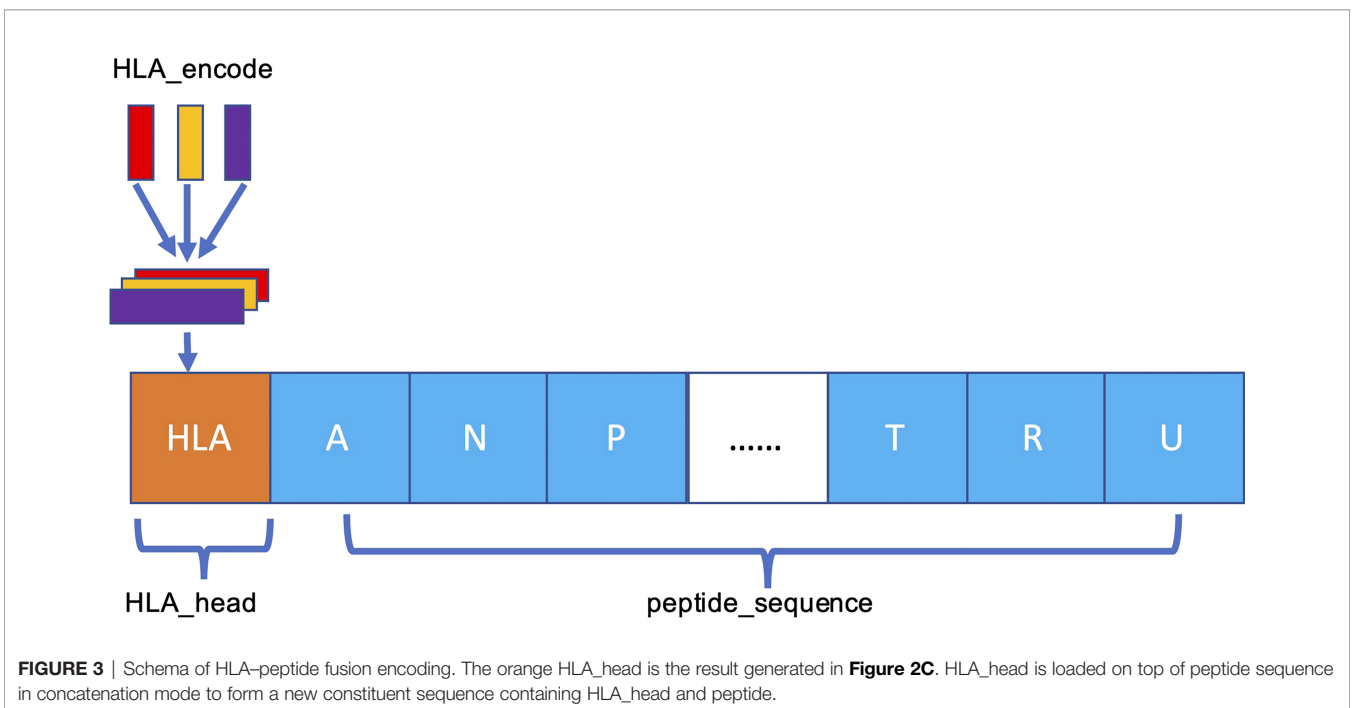 HLA_encode
HLA A N P ...... T R U
HLA_head peptide_sequence
FIGURE 3 | Schema of HLA–peptide fusion encoding. The orange HLA_head is the result generated in Figure 2C. HLA_head is loaded on top of peptide sequence
in concatenation mode to form a new constituent sequence containing HLA_head and peptide.